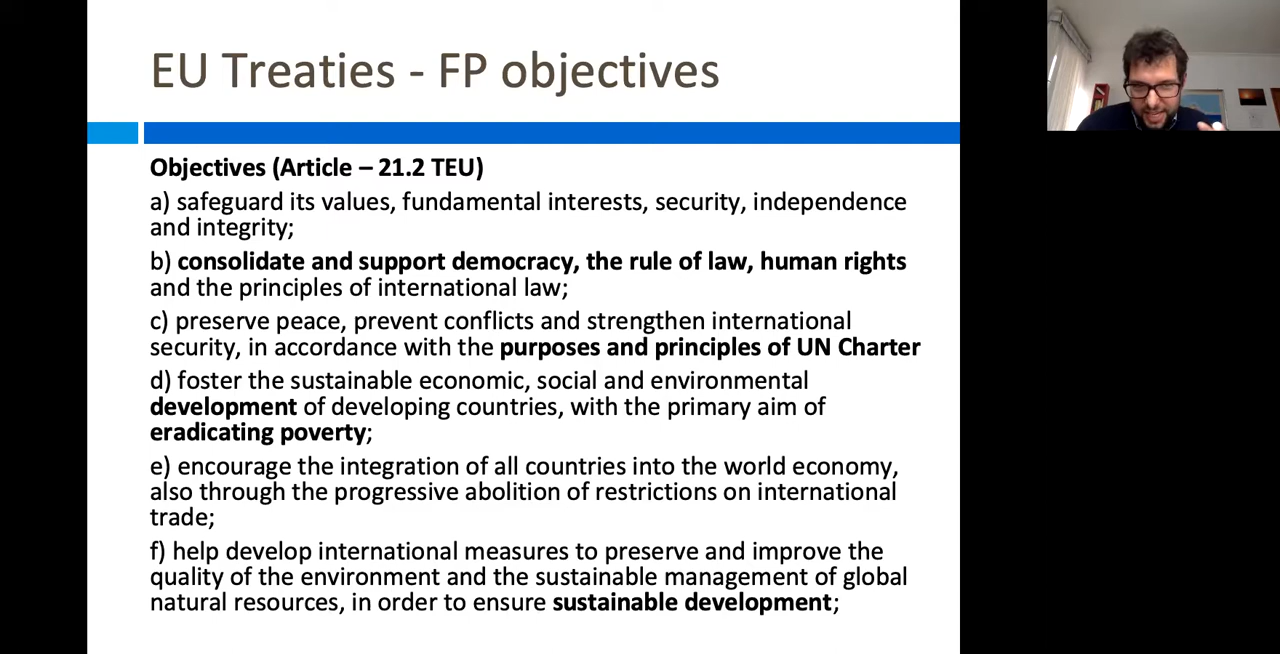 EU Treaties - FP objectives
Objectives (Article – 21.2 TEU)
a) safeguard its values, fundamental interests, security, independence
and integrity;
b) consolidate and support democracy, the rule of law, human rights
and the principles of international law;
c) preserve peace, prevent conflicts and strengthen international
security, in accordance with the purposes and principles of UN Charter
d) foster the sustainable economic, social and environmental
development of developing countries, with the primary aim of
eradicating poverty;
e) encourage the integration of all countries into the world economy,
also through the progressive abolition of restrictions on international
trade;
f) help develop international measures to preserve and improve the
quality of the environment and the sustainable management of global
natural resources, in order to ensure sustainable development;